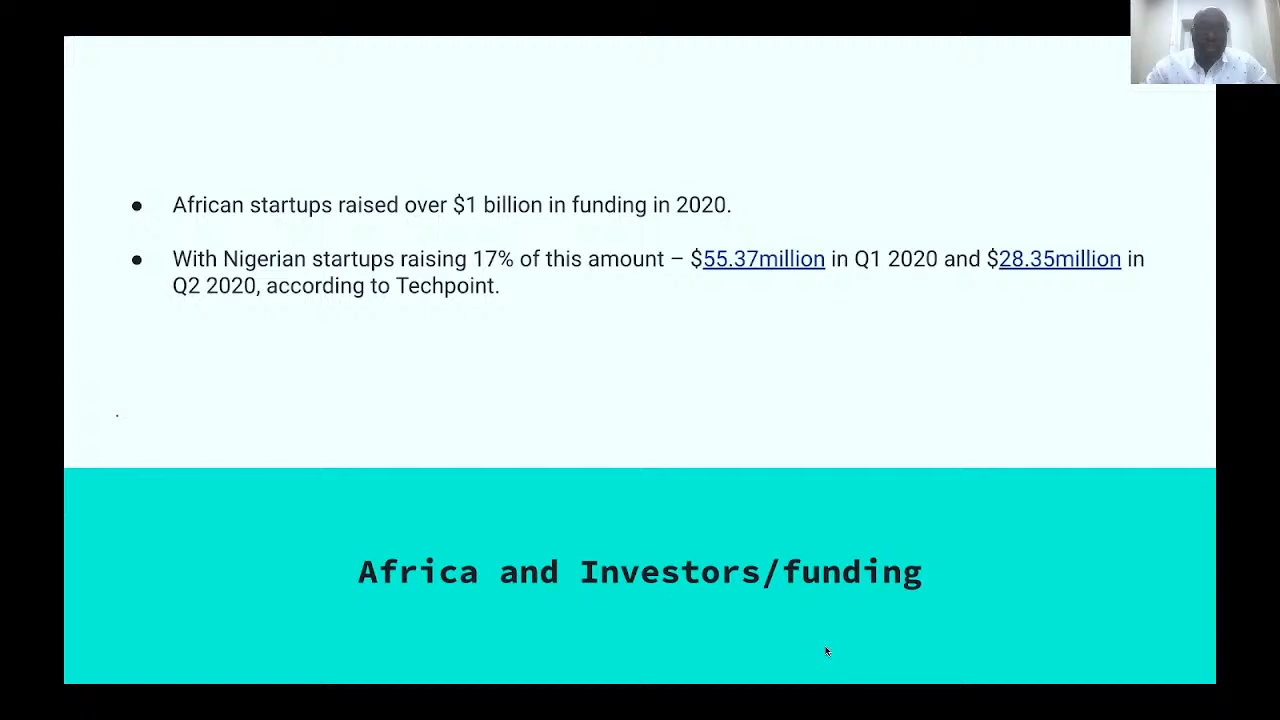 ● African startups raised over $1 billion in funding in 2020.
● With Nigerian startups raising 17% of this amount – $55.37million in Q1 2020 and $28.35million in
Q2 2020, according to Techpoint.
.
Africa and Investors/funding